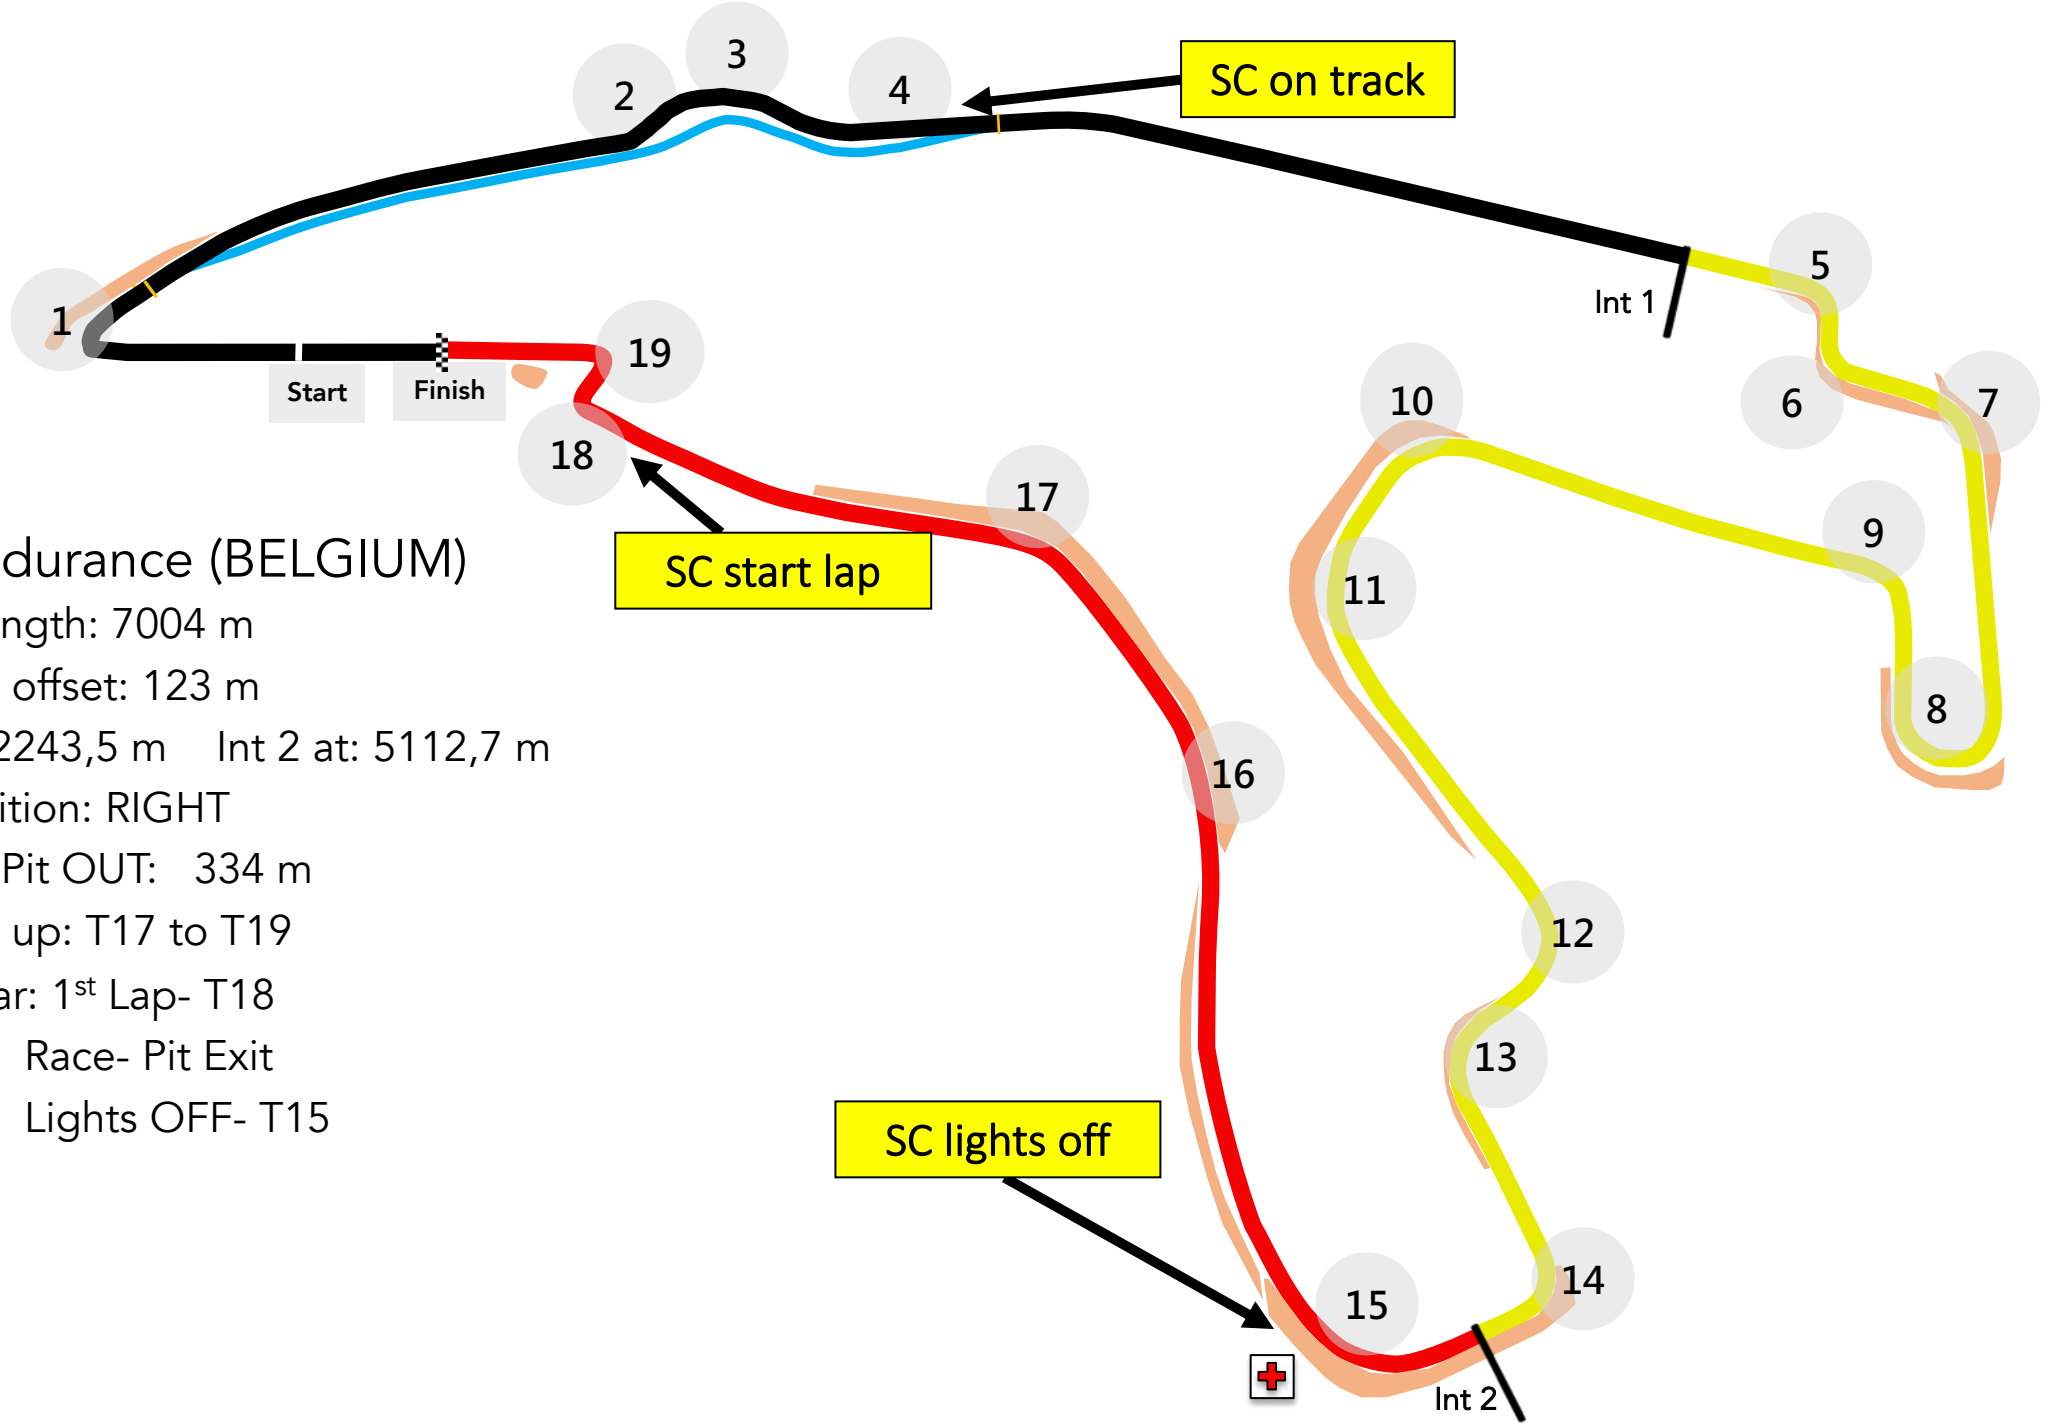 3
2
4
SC on track
5
1
Int 1
19
Start
Finish
10
6
7
18
17
9
durance (BELGIUM)
SC start lap
11
ngth: 7004 m
offset: 123 m
8
2243,5 m Int 2 at: 5112,7 m
16
ition: RIGHT
Pit OUT: 334 m
up: T17 to T19
12
ar: 1st Lap- T18
Race- Pit Exit
13
Lights OFF- T15
SC lights off
14
15
Int 2